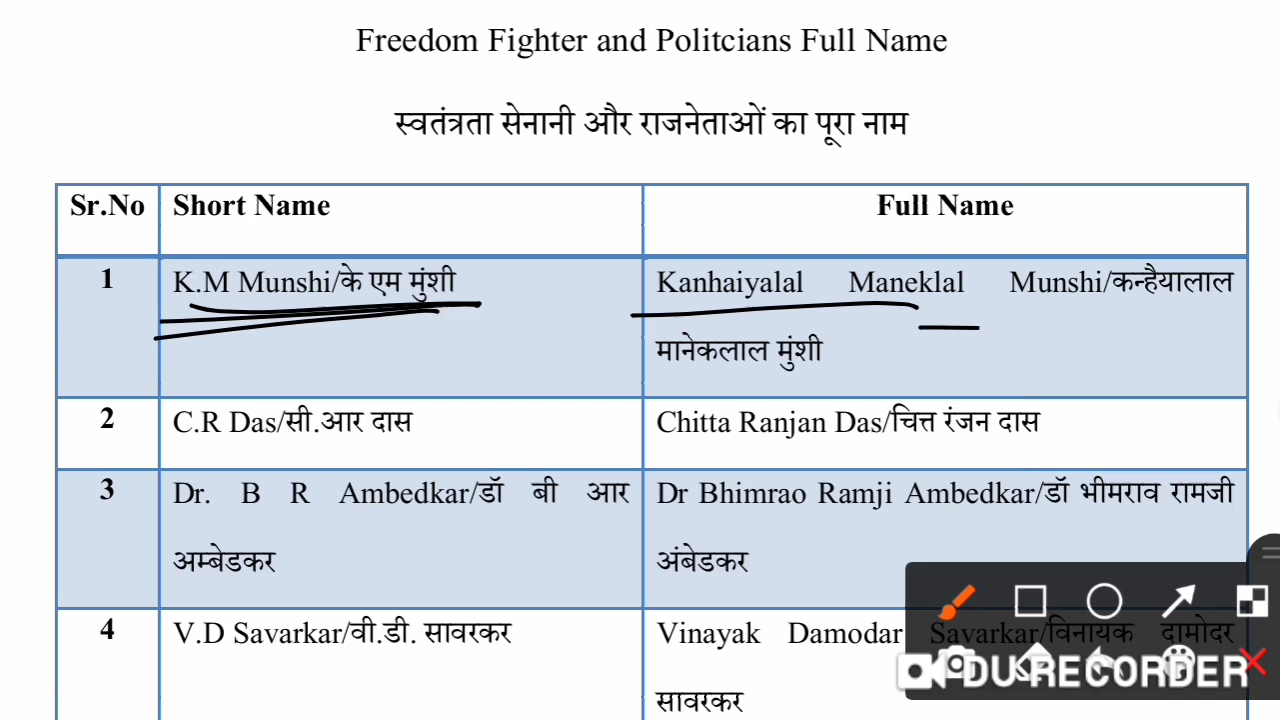 Freedom Fighter and Politcians Full Name
स्वतंत्रता सेनानी और राजनेताओं का पूरा नाम
Sr.No Short Name Full Name
1 K.M Munshi/के एम मुंशी Kanhaiyalal Maneklal Munshi/कन्हैयालाल
मानेकलाल मुंशी
2 C.R Das/सी.आर दास Chitta Ranjan Das/चित्त रंजन दास
3 Dr. B R Ambedkar/डॉ बी आर Dr Bhimrao Ramji Ambedkar/डॉ भीमराव रामजी
अम्बेडकर अंबेडकर
4 V.D Savarkar/वी.डी. सावरकर Vinayak Damodar Savarkar/विनायक दामोदर
सावरकर
DU RECORDER